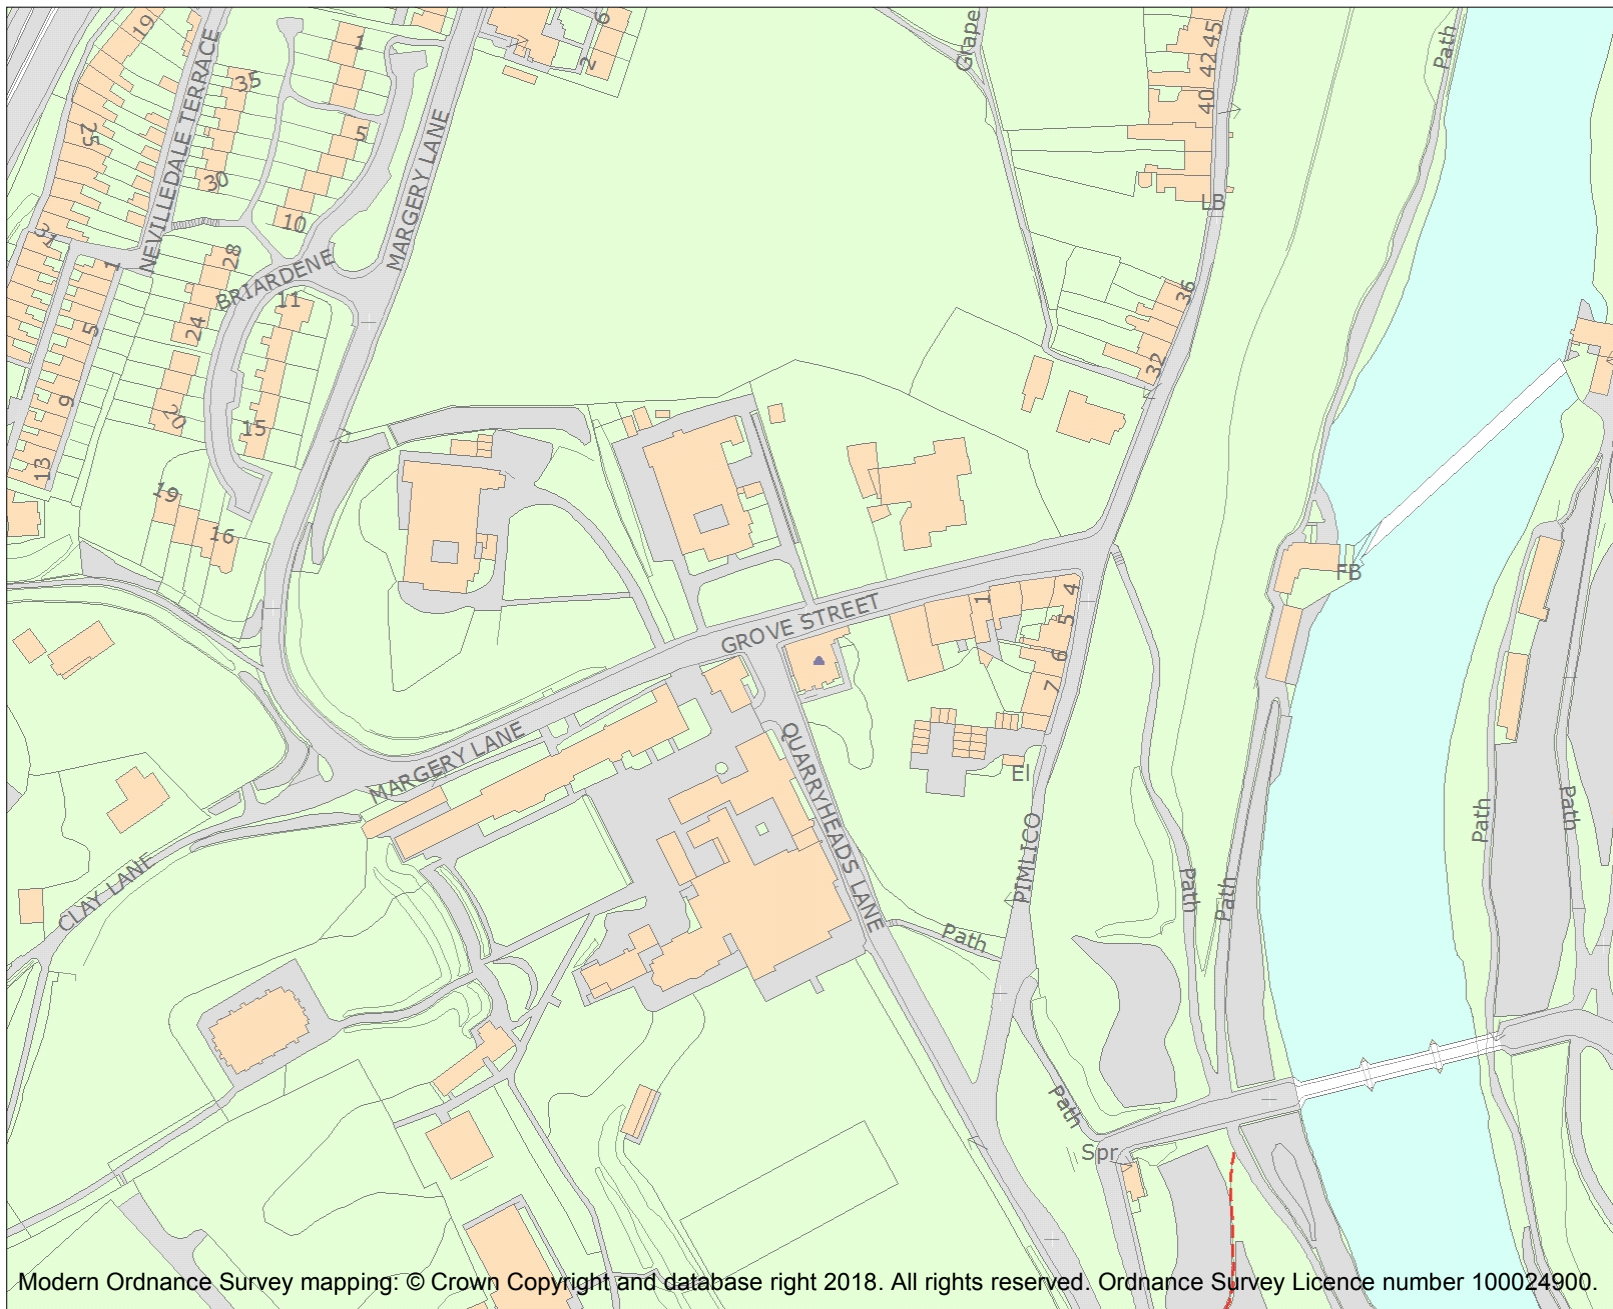 19
NEVILLEDALE TERRACE
35
1
MARGERY LANE
2
6
Grape
45
42
40
Path
25
5
30
10
LB
31
1
28
BRIARDENE
11
36
5
24
32
9
20
15
13
19
16
FB
1
4
5
6
7
GROVE STREET
MARGERY LANE
QUARRYHEADS LANE
El
PIMLICO
Path
Path
Path
Path
CLAY LANE
Path
Path
Spr
Modern Ordnance Survey mapping: © Crown Copyright and database right 2018. All rights reserved. Ordnance Survey Licence number 100024900.